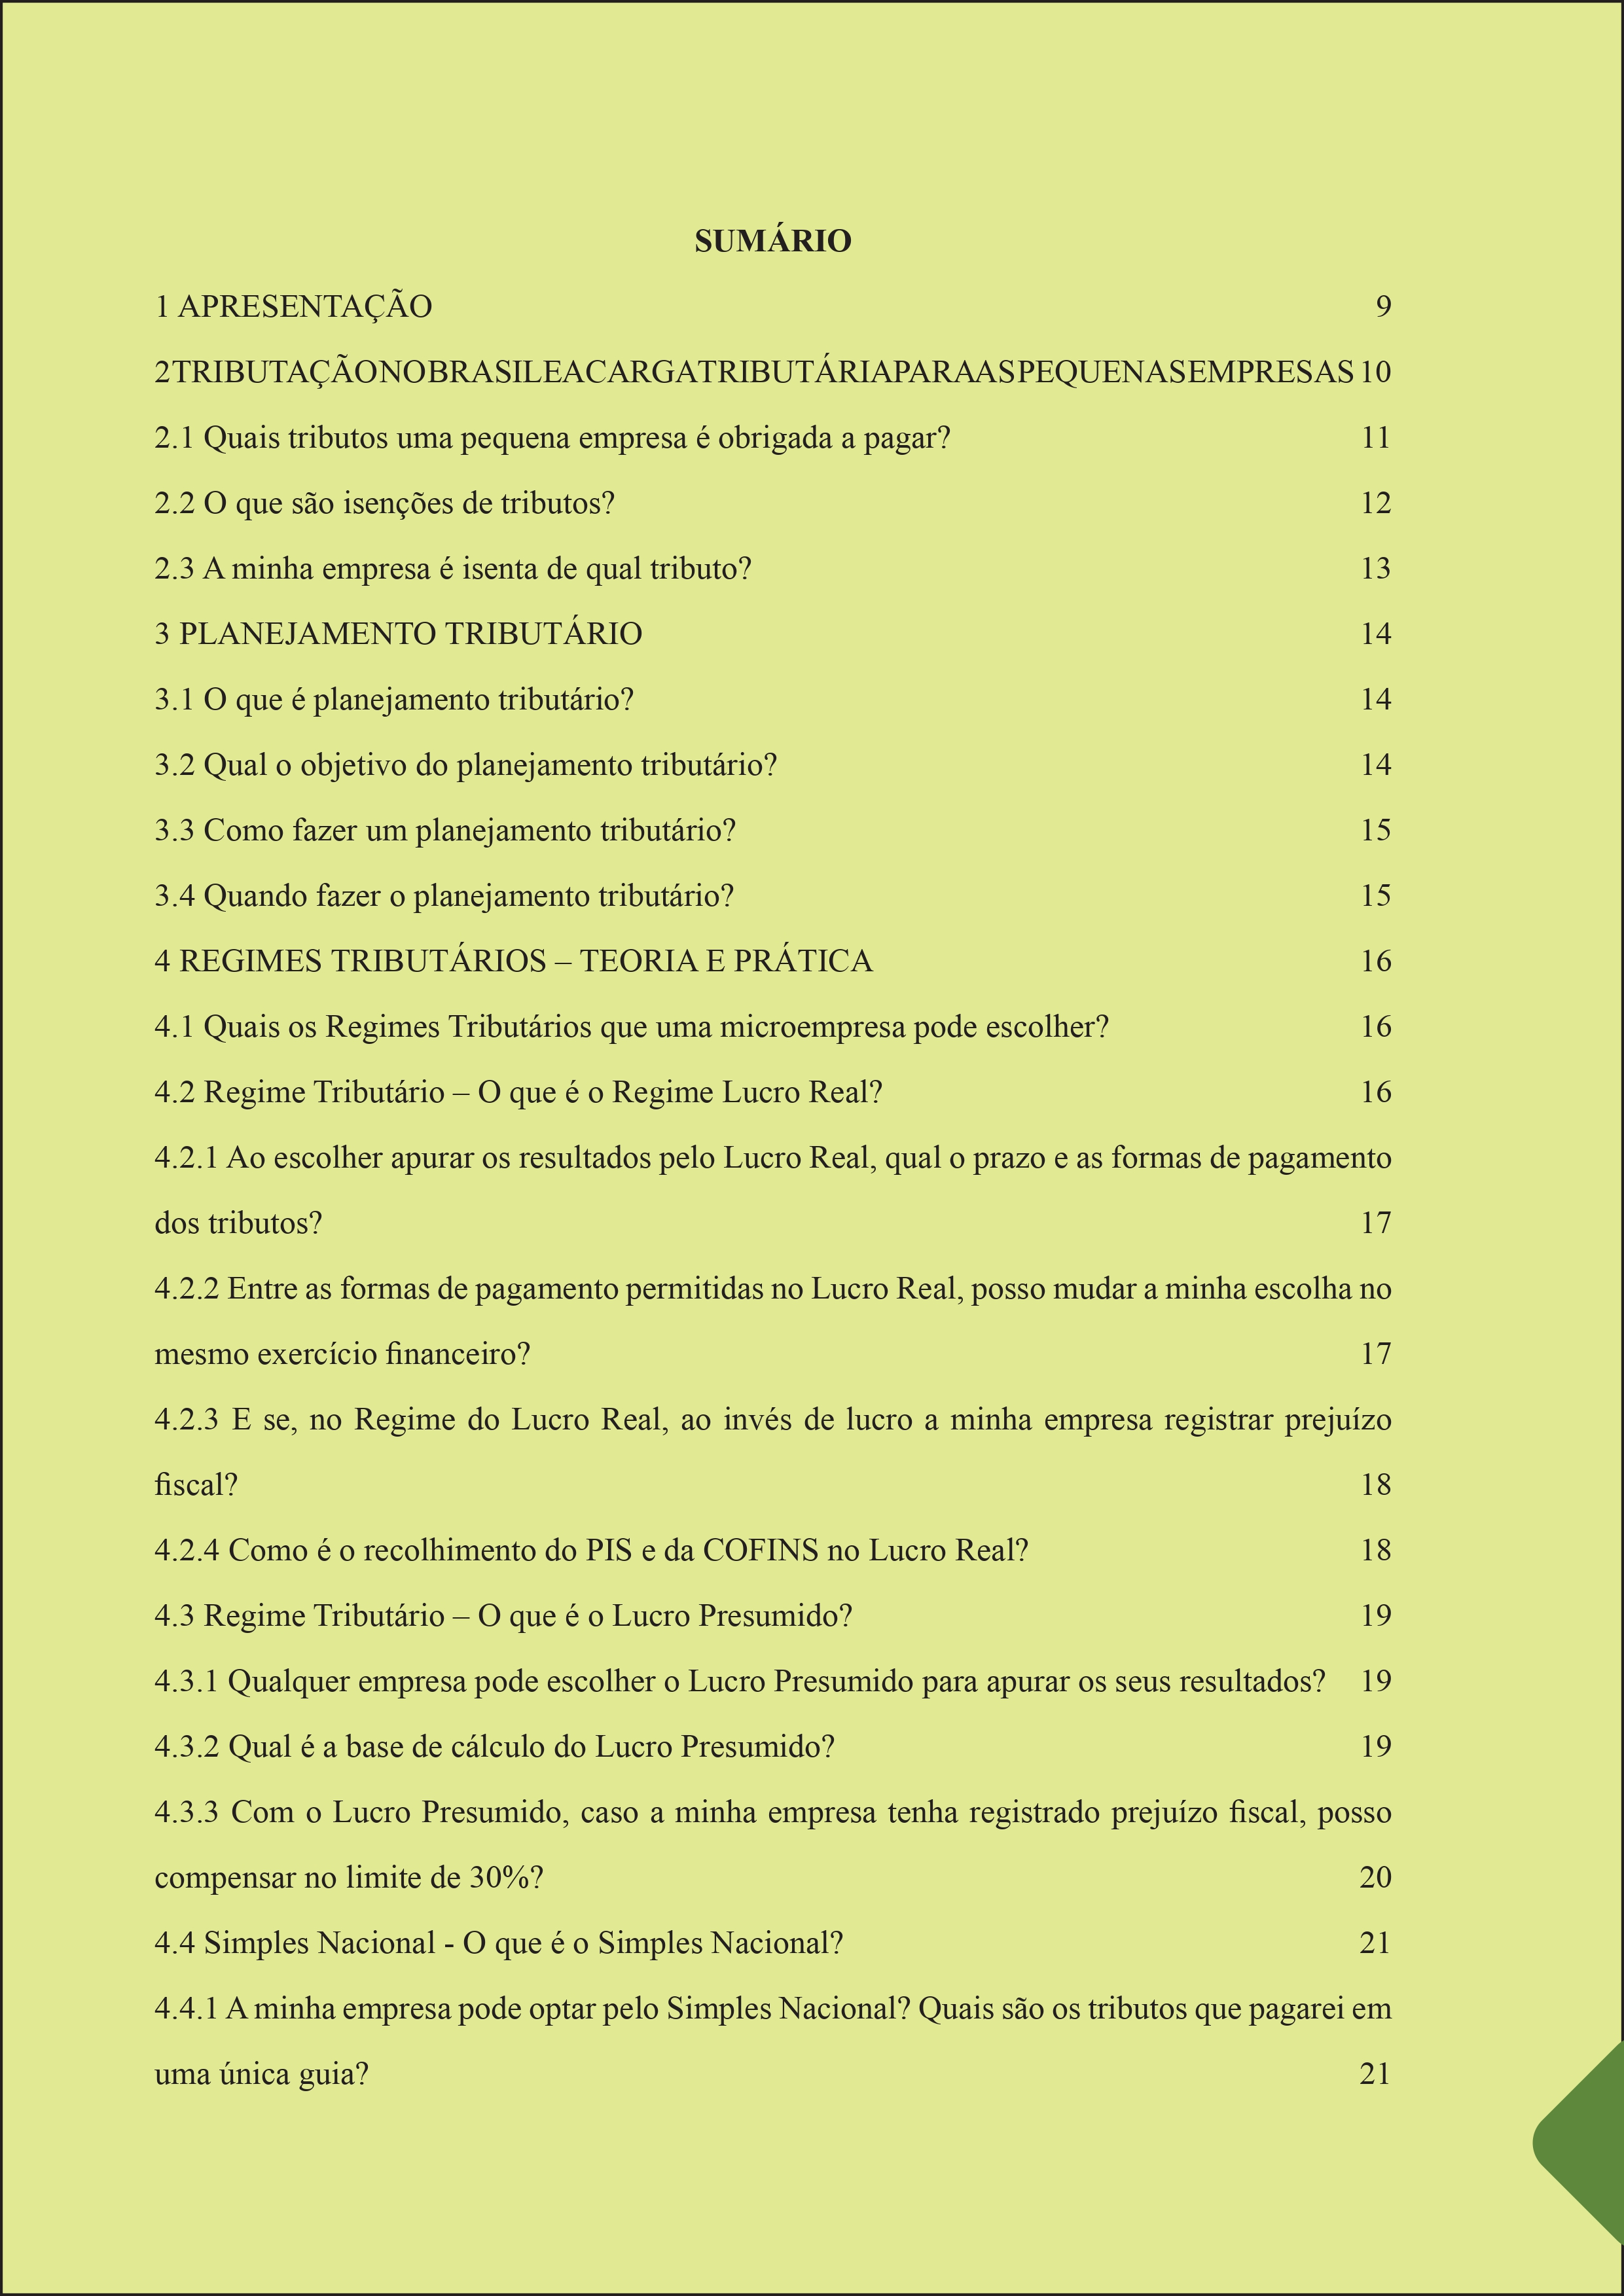 SUMÁRIO
1 APRESENTAÇÃO 9
2TRIBUTAÇÃONOBRASILEACARGATRIBUTÁRIAPARAASPEQUENASEMPRESAS 10
2.1 Quais tributos uma pequena empresa é obrigada a pagar? 11
2.2 O que são isenções de tributos? 12
2.3 A minha empresa é isenta de qual tributo? 13
3 PLANEJAMENTO TRIBUTÁRIO 14
3.1 O que é planejamento tributário? 14
3.2 Qual o objetivo do planejamento tributário? 14
3.3 Como fazer um planejamento tributário? 15
3.4 Quando fazer o planejamento tributário? 15
4 REGIMES TRIBUTÁRIOS – TEORIA E PRÁTICA 16
4.1 Quais os Regimes Tributários que uma microempresa pode escolher? 16
4.2 Regime Tributário – O que é o Regime Lucro Real? 16
4.2.1 Ao escolher apurar os resultados pelo Lucro Real, qual o prazo e as formas de pagamento
dos tributos? 17
4.2.2 Entre as formas de pagamento permitidas no Lucro Real, posso mudar a minha escolha no
mesmo exercício financeiro? 17
4.2.3 E se, no Regime do Lucro Real, ao invés de lucro a minha empresa registrar prejuízo
fiscal? 18
4.2.4 Como é o recolhimento do PIS e da COFINS no Lucro Real? 18
4.3 Regime Tributário – O que é o Lucro Presumido? 19
4.3.1 Qualquer empresa pode escolher o Lucro Presumido para apurar os seus resultados? 19
4.3.2 Qual é a base de cálculo do Lucro Presumido? 19
4.3.3 Com o Lucro Presumido, caso a minha empresa tenha registrado prejuízo fiscal, posso
compensar no limite de 30%? 20
4.4 Simples Nacional - O que é o Simples Nacional? 21
4.4.1 A minha empresa pode optar pelo Simples Nacional? Quais são os tributos que pagarei em
uma única guia? 21